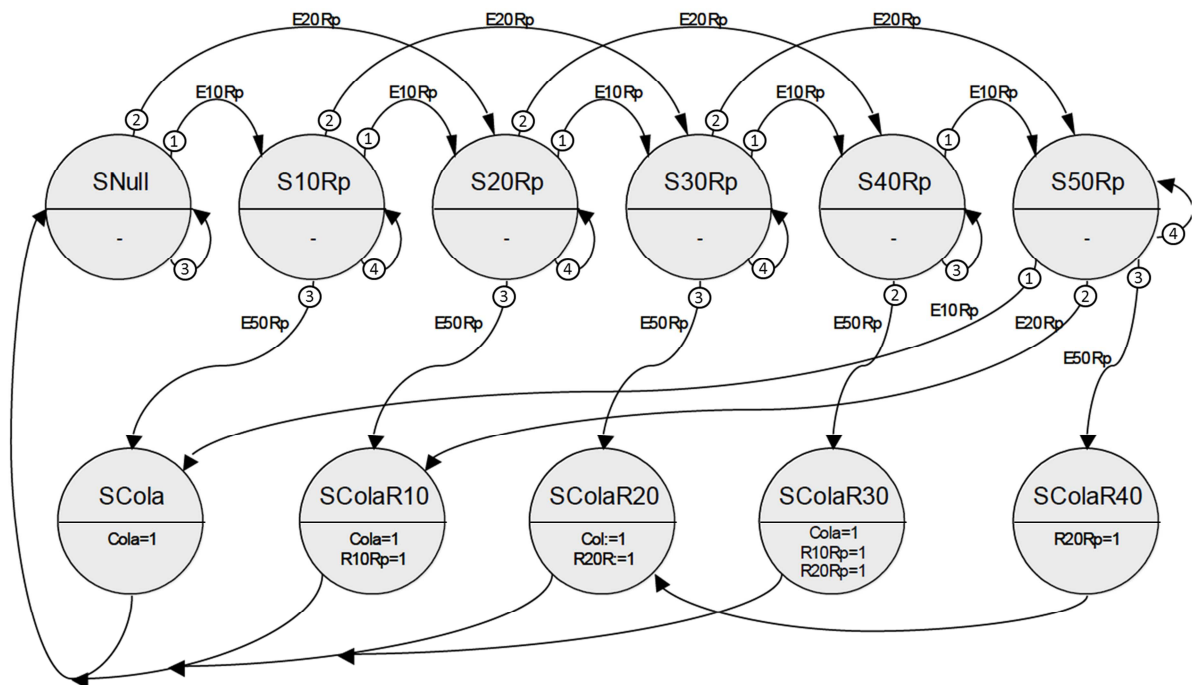 E20Rp
E20Rp
E20Rp
E20Rp
E10Rp
E10Rp
E10Rp
E10Rp
E10Rp
2
1
2
1
2
1
2
1
1
SNull
S10Rp
S20Rp
S30Rp
S40Rp
S50Rp
-
-
-
-
-
-
3
4
4
4
3
4
3
3
3
2
1
2
3
E50Rp
E50Rp
E50Rp
E50Rp
E10Rp
E20Rp
E50Rp
SCola
Cola=1
SColaR10
Cola=1
R10Rp=1
SColaR20
Col:=1
R20R:=1
SColaR30
Cola=1
R10Rp=1
R20Rp=1
SColaR40
R20Rp=1